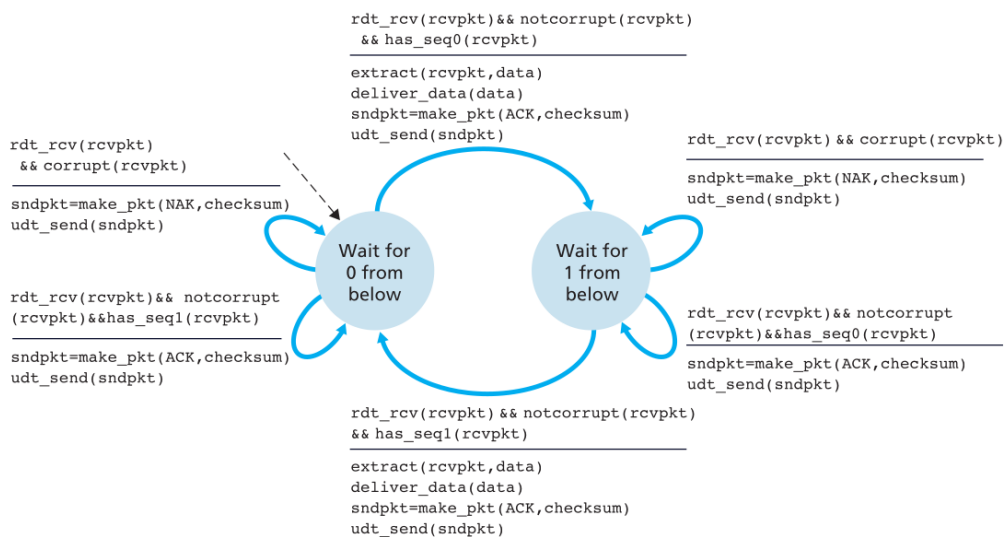 rdt_rcv(rcvpkt)&& notcorrupt(rcvpkt)
&& has_seq0(rcvpkt)
extract(rcvpkt,data)
deliver_data(data)
sndpkt=make_pkt(ACK,checksum)
udt_send(sndpkt)
rdt_rcv(rcvpkt)
&& corrupt(rcvpkt)
sndpkt=make_pkt(NAK,checksum)
udt_send(sndpkt)
rdt_rcv(rcvpkt) && corrupt(rcvpkt)
sndpkt=make_pkt(NAK,checksum)
udt_send(sndpkt)
Wait for
0 from
below
Wait for
1 from
below
rdt_rcv(rcvpkt)&& notcorrupt
(rcvpkt)&&has_seq1(rcvpkt)
sndpkt=make_pkt(ACK,checksum)
udt_send(sndpkt)
rdt_rcv(rcvpkt)&& notcorrupt
(rcvpkt)&&has_seq0(rcvpkt)
sndpkt=make_pkt(ACK,checksum)
udt_send(sndpkt)
rdt_rcv(rcvpkt) && notcorrupt(rcvpkt)
&& has_seq1(rcvpkt)
extract(rcvpkt,data)
deliver_data(data)
sndpkt=make_pkt(ACK,checksum)
udt_send(sndpkt)